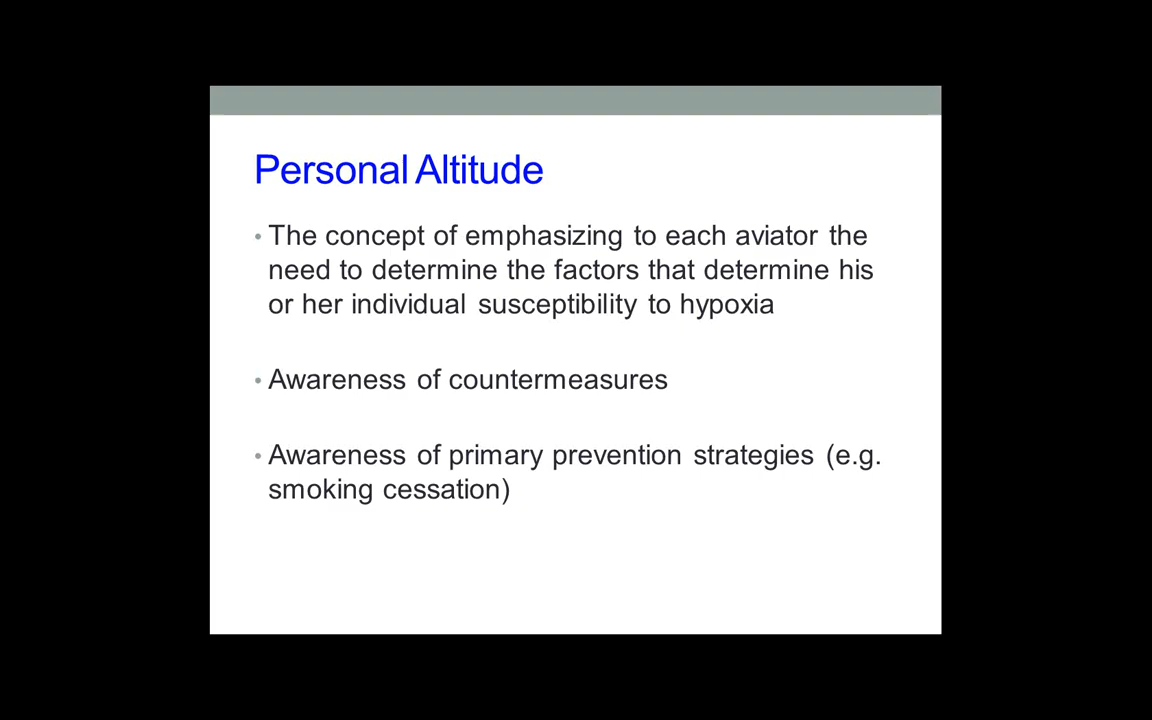 Personal Altitude
• The concept of emphasizing to each aviator the
need to determine the factors that determine his
or her individual susceptibility to hypoxia
• Awareness of countermeasures
• Awareness of primary prevention strategies (e.g.
smoking cessation)